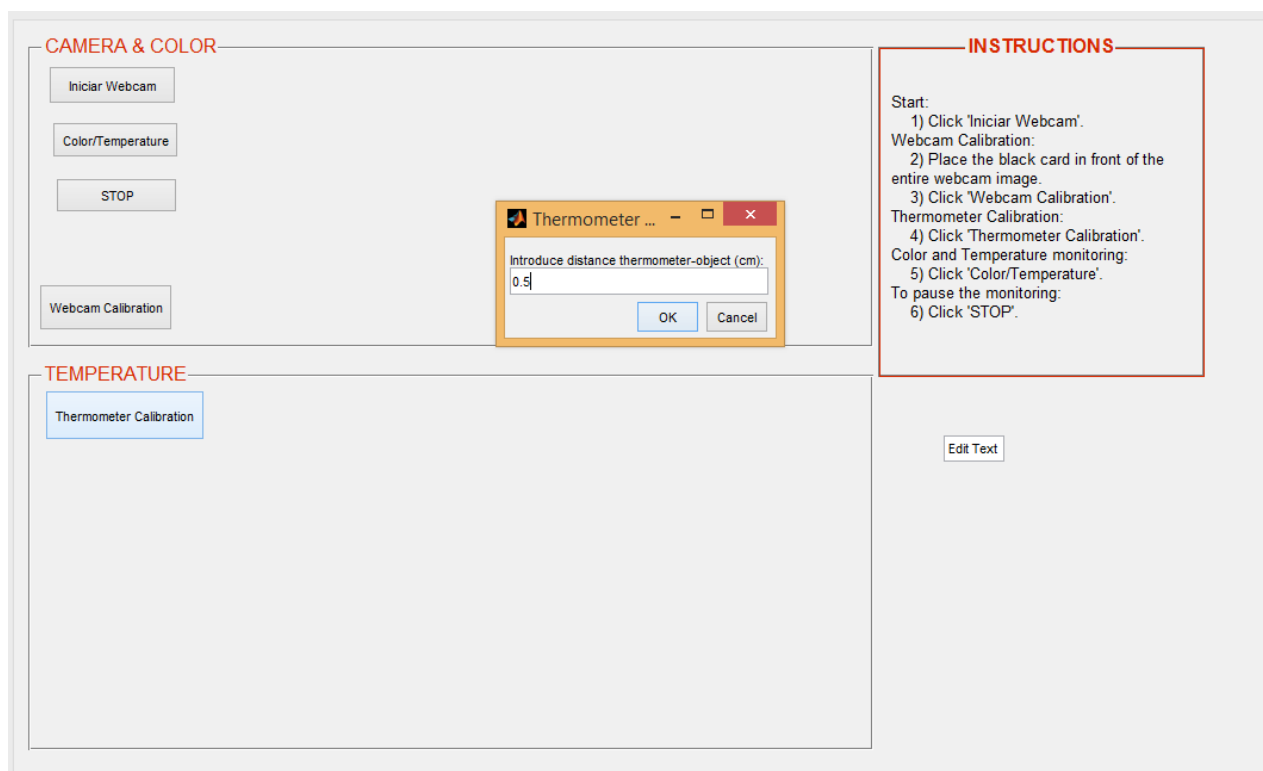 CAMERA & COLOR
Iniciar Webcam
Color/Temperature
STOP
Webcam Calibration
Thermometer ...
Introduce distance thermometer-object (cm):
0.5
OK
Cancel
INSTRUCTIONS
Start:
1) Click 'Iniciar Webcam'.
Webcam Calibration:
2) Place the black card in front of the
entire webcam image.
3) Click 'Webcam Calibration'.
Thermometer Calibration:
4) Click 'Thermometer Calibration'.
Color and Temperature monitoring:
5) Click 'Color/Temperature'.
To pause the monitoring:
6) Click 'STOP'.
TEMPERATURE
Thermometer Calibration
Edit Text